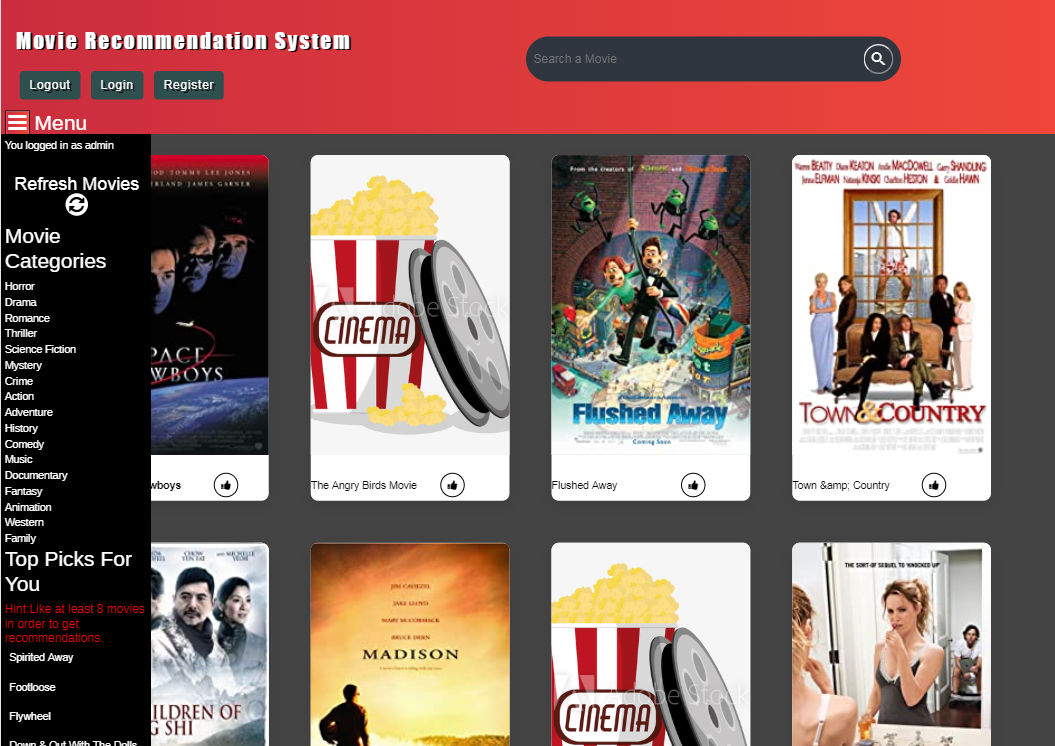 Movie Recommendation System
Search a Movie
Logout
Login
Register
Menu
You logged in as admin
Refresh Movies
Movie
Categories
Horror
Drama
Romance
Thriller
Science Fiction
Mystery
Crime
Action
Adventure
History
Comedy
Music
Documentary
Fantasy
Animation
Western
Family
Top Picks For
You
Hint:Like at least 8 movies
in order to get
recommendations.
Spirited Away
Footloose
Flywheel
Down & Out With The Dolls
TOMMY LEE JONES
JAMES GARNER
PACE
WBOYS
wboys
CINEMA
Adobe Stock
The Angry Birds Movie
From the creators of
and
Flushed Away
Coming Soon
Flushed Away
Warren BEATTY Diane KEATON Andie MACDOWELL Garry SHANDLING
Jenna ELFMAN Nastassja KINSKI Charlton HESTON & Goldie HAWN
TOWN & COUNTRY
Town &amp; Country
CHOW YUN FAT
MICHELLE YEOH
ILDREN OF
G SHI
JIM CAVIEZEL
JAKE LLOYD
MARY MCCORMACK
BRUCE DERN
MADISON
CINEMA
Adobe Stock
THE SORT-OF SEQUEL TO 'KNOCKED UP'